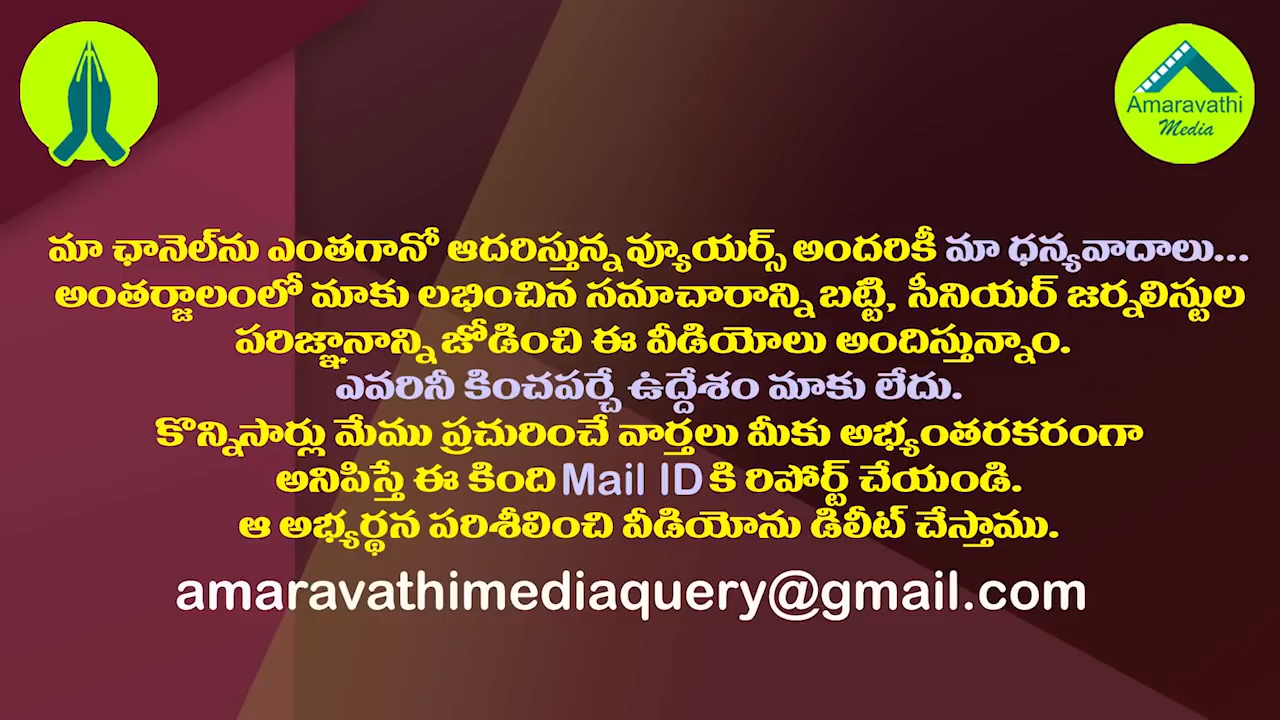 Amaravathi
Media
మా ఛానెల్‌ను ఎంతగానో ఆదరిస్తున్న వ్యూయర్స్ అందరికీ మా ధన్యవాదాలు...
అంతర్జాలంలో మాకు లభించిన సమాచారాన్ని బట్టి, సీనియర్ జర్నలిస్టుల
పరిజ్ఞానాన్ని జోడించి ఈ వీడియోలు అందిస్తున్నాం.
ఎవరినీ కించపర్చే ఉద్దేశం మాకు లేదు.
కొన్నిసార్లు మేము ప్రచురించే వార్తలు మీకు అభ్యంతరకరంగా
అనిపిస్తే ఈ కింది Mail ID కి రిపోర్ట్ చేయండి.
ఆ అభ్యర్థన పరిశీలించి వీడియోను డిలీట్ చేస్తాము.
amaravathimediaquery@gmail.com